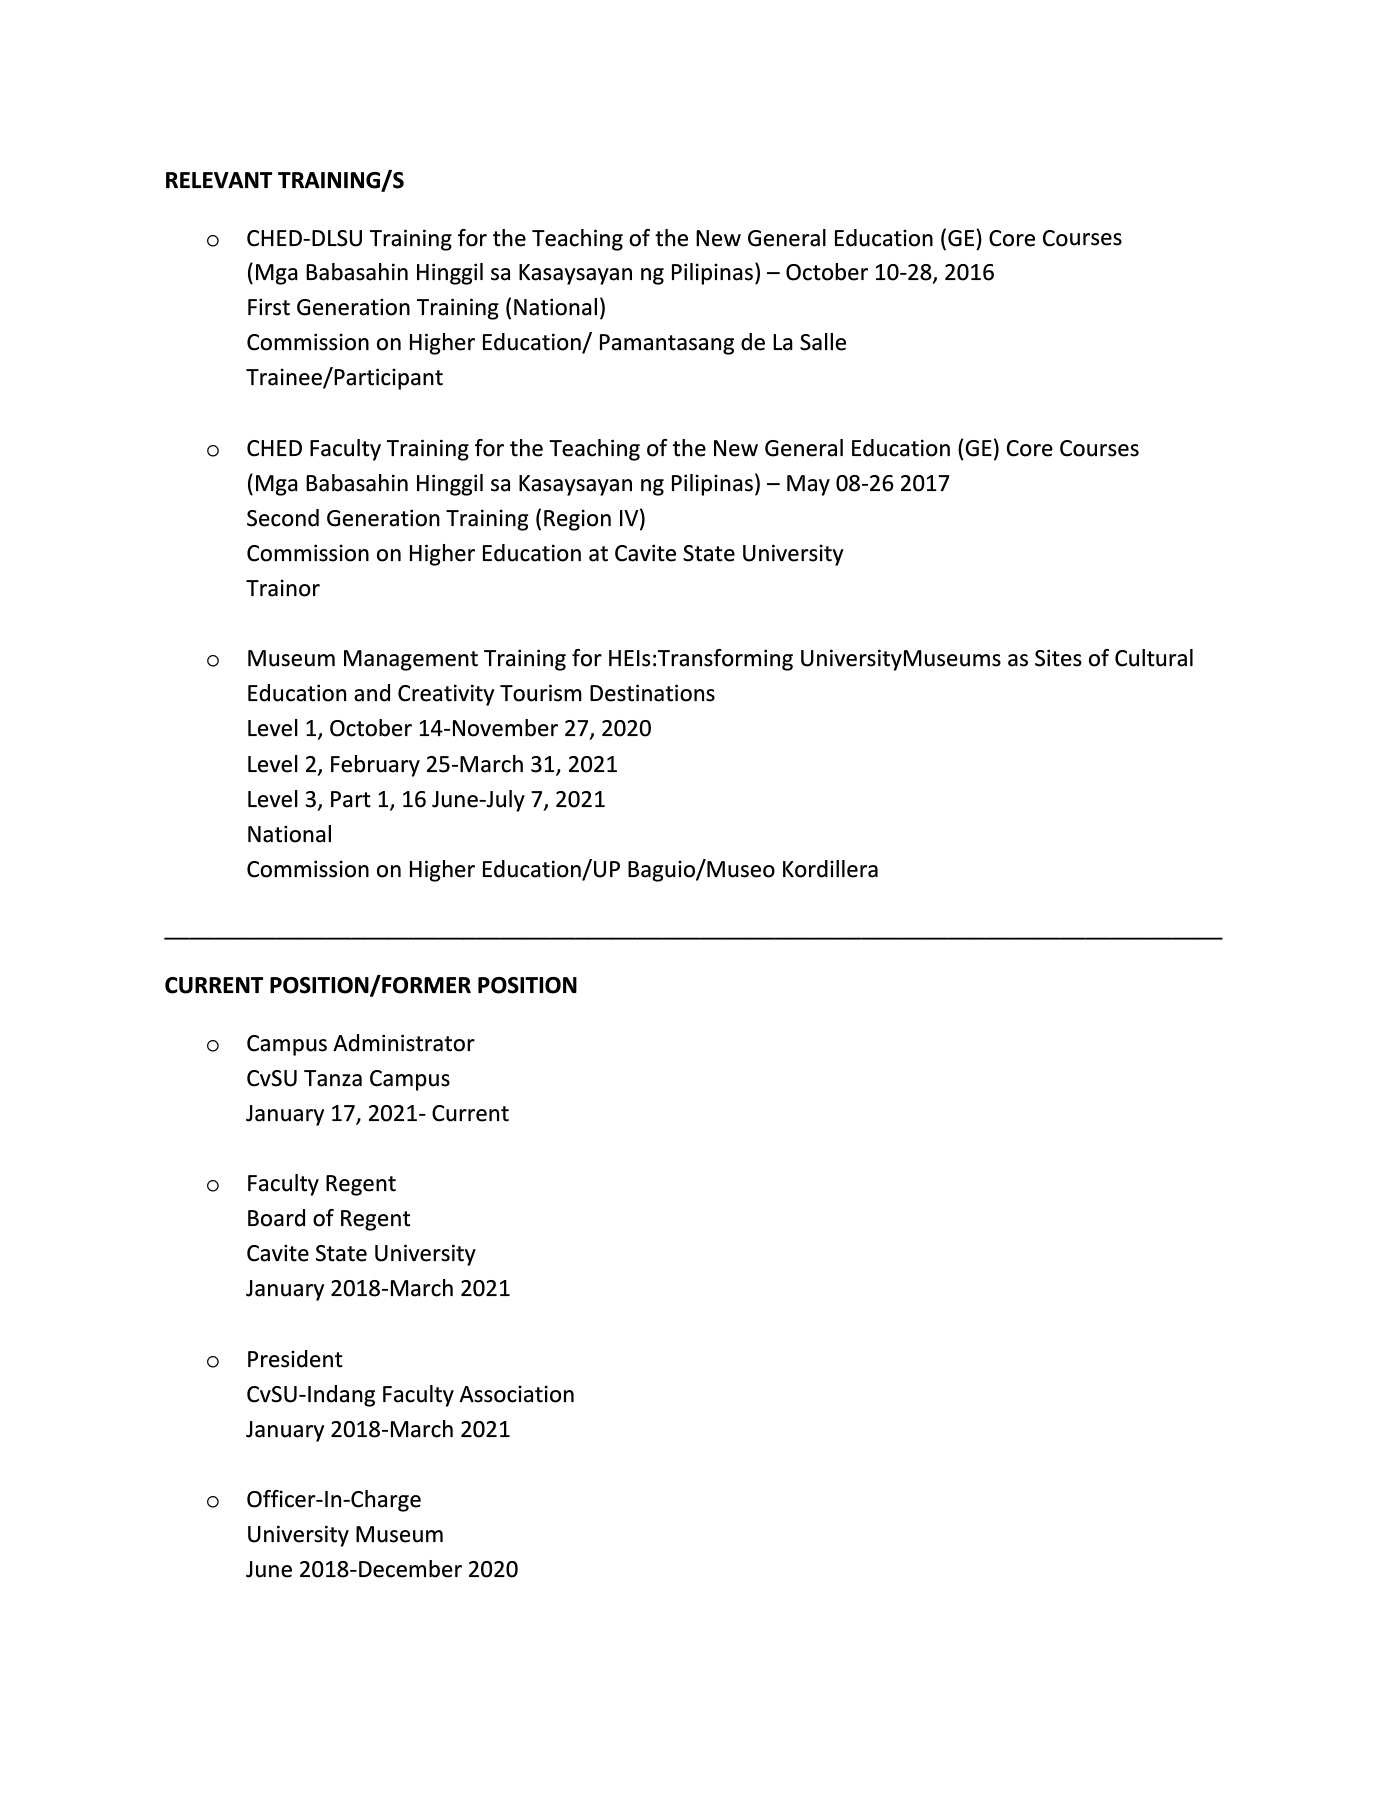 RELEVANT TRAINING/S
o CHED-DLSU Training for the Teaching of the New General Education (GE) Core Courses
(Mga Babasahin Hinggil sa Kasaysayan ng Pilipinas) – October 10-28, 2016
First Generation Training (National)
Commission on Higher Education/ Pamantasang de La Salle
Trainee/Participant
o CHED Faculty Training for the Teaching of the New General Education (GE) Core Courses
(Mga Babasahin Hinggil sa Kasaysayan ng Pilipinas) – May 08-26 2017
Second Generation Training (Region IV)
Commission on Higher Education at Cavite State University
Trainor
o Museum Management Training for HEIs:Transforming UniversityMuseums as Sites of Cultural
Education and Creativity Tourism Destinations
Level 1, October 14-November 27, 2020
Level 2, February 25-March 31, 2021
Level 3, Part 1, 16 June-July 7, 2021
National
Commission on Higher Education/UP Baguio/Museo Kordillera
CURRENT POSITION/FORMER POSITION
o Campus Administrator
CvSU Tanza Campus
January 17, 2021- Current
o Faculty Regent
Board of Regent
Cavite State University
January 2018-March 2021
o President
CvSU-Indang Faculty Association
January 2018-March 2021
o Officer-In-Charge
University Museum
June 2018-December 2020